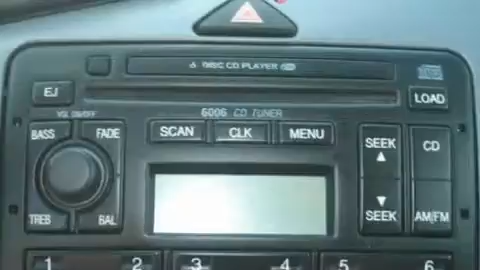 6 DISC CD PLAYER
EJ
LOAD
VOL ON/OFF
6006 CD TUNER
BASS FADE
SCAN CLK MENU
SEEK CD
TREB BAL
SEEK AM/FM
1 2 3 4 5 6